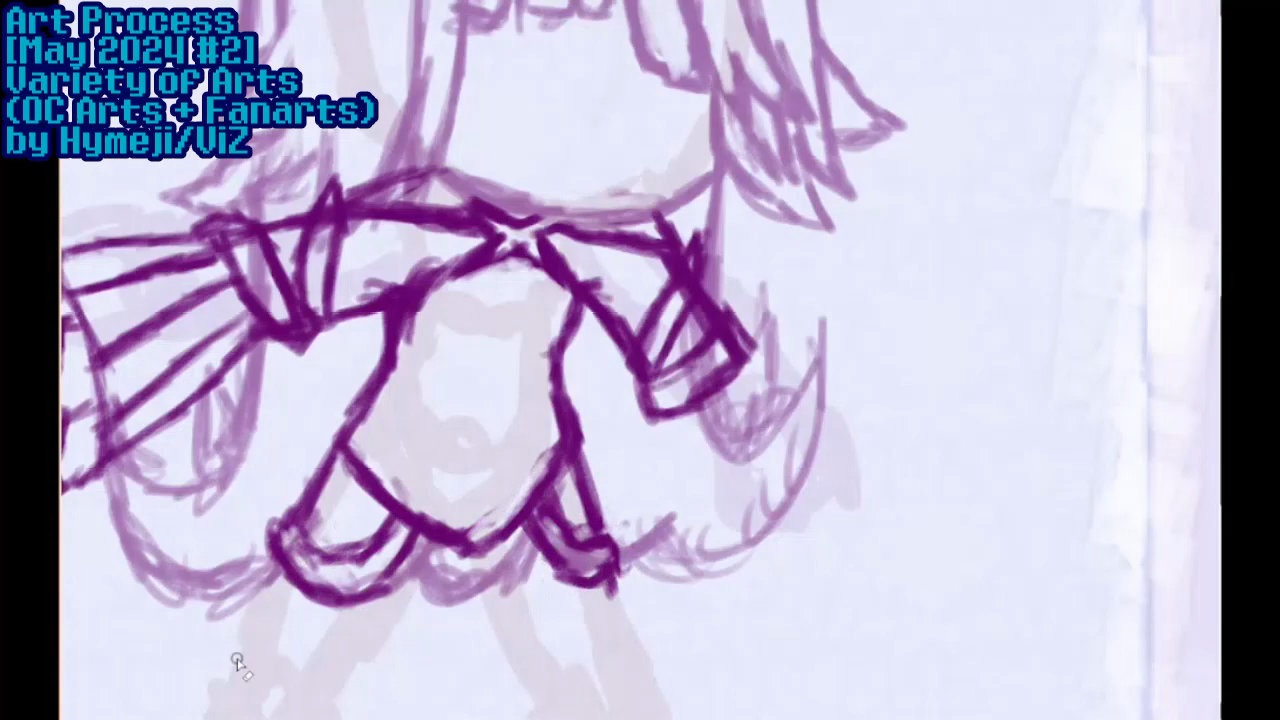 Art Process
[May 2024 #2]
Variety of Arts
(OC Arts + Fanarts)
by Hymeji/ViZ